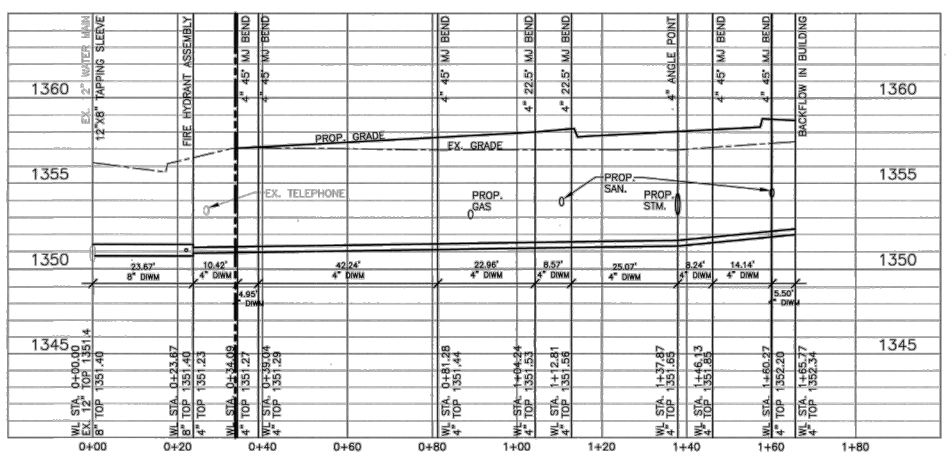 EX. 12" WATER MAIN
12"X8" TAPPING SLEEVE
FIRE HYDRANT ASSEMBLY
4" 45° MJ BEND
4" 45° MJ BEND
4" 45° MJ BEND
4" 22.5° MJ BEND
4" 22.5° MJ BEND
4" ANGLE POINT
4" 45° MJ BEND
4" 45° MJ BEND
BACKFLOW IN BUILDING
1360
1360
PROP. GRADE
EX. GRADE
1355
1355
EX. TELEPHONE
PROP.
GAS
PROP.
SAN.
PROP.
STM.
1350
1350
23.67'
8" DIWM
10.42'
4" DIWM
4.95'
4" DIWM
42.24'
4" DIWM
22.96'
4" DIWM
8.57'
4" DIWM
25.07'
4" DIWM
8.24'
4" DIWM
14.14'
4" DIWM
5.50'
4" DIWM
1345
1345
WL STA. 0+00.00
EX. 12" TOP 1351.4
8" TOP 1351.40
WL STA. 0+23.67
8" TOP 1351.40
4" TOP 1351.23
WL STA. 0+34.09
4" TOP 1351.27
WL STA. 0+39.04
4" TOP 1351.29
WL STA. 0+81.28
4" TOP 1351.44
WL STA. 1+04.24
4" TOP 1351.53
WL STA. 1+12.81
4" TOP 1351.56
WL STA. 1+37.87
4" TOP 1351.65
WL STA. 1+46.13
4" TOP 1351.85
WL STA. 1+60.27
4" TOP 1352.20
WL STA. 1+65.77
4" TOP 1352.34
0+00
0+20
0+40
0+60
0+80
1+00
1+20
1+40
1+60
1+80